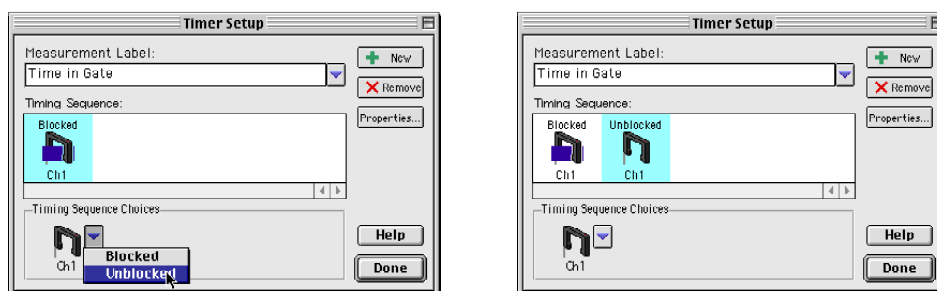 Timer Setup
Measurement Label:
Time in Gate
New
Remove
Timing Sequence:
Properties...
Blocked
Ch1
Timing Sequence Choices
Ch1
Blocked
Unblocked
Help
Done
Timer Setup
Measurement Label:
Time in Gate
New
Remove
Timing Sequence:
Properties...
Blocked Unblocked
Ch1 Ch1
Timing Sequence Choices
Ch1
Help
Done